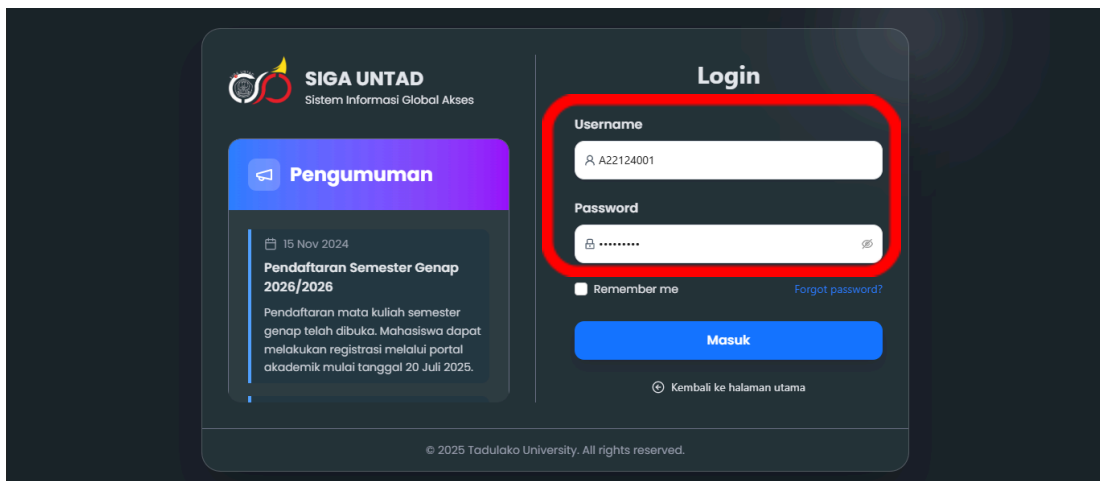 SIGA UNTAD
Sistem Informasi Global Akses
Pengumuman
15 Nov 2024
Pendaftaran Semester Genap
2026/2026
Pendaftaran mata kuliah semester
genap telah dibuka. Mahasiswa dapat
melakukan registrasi melalui portal
akademik mulai tanggal 20 Juli 2025.
Login
Username
A22124001
Password
•••••••••
Remember me
Forgot password?
Masuk
Kembali ke halaman utama
© 2025 Tadulako University. All rights reserved.